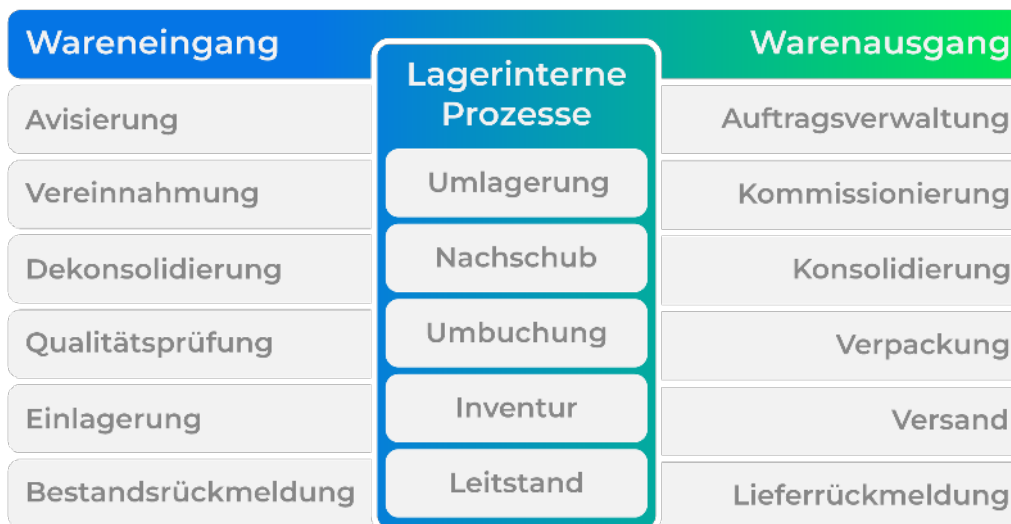 Wareneingang
Avisierung
Vereinnahmung
Dekonsolidierung
Qualitätsprüfung
Einlagerung
Bestandsrückmeldung
Lagerinterne
Prozesse
Umlagerung
Nachschub
Umbuchung
Inventur
Leitstand
Warenausgang
Auftragsverwaltung
Kommissionierung
Konsolidierung
Verpackung
Versand
Lieferrückmeldung